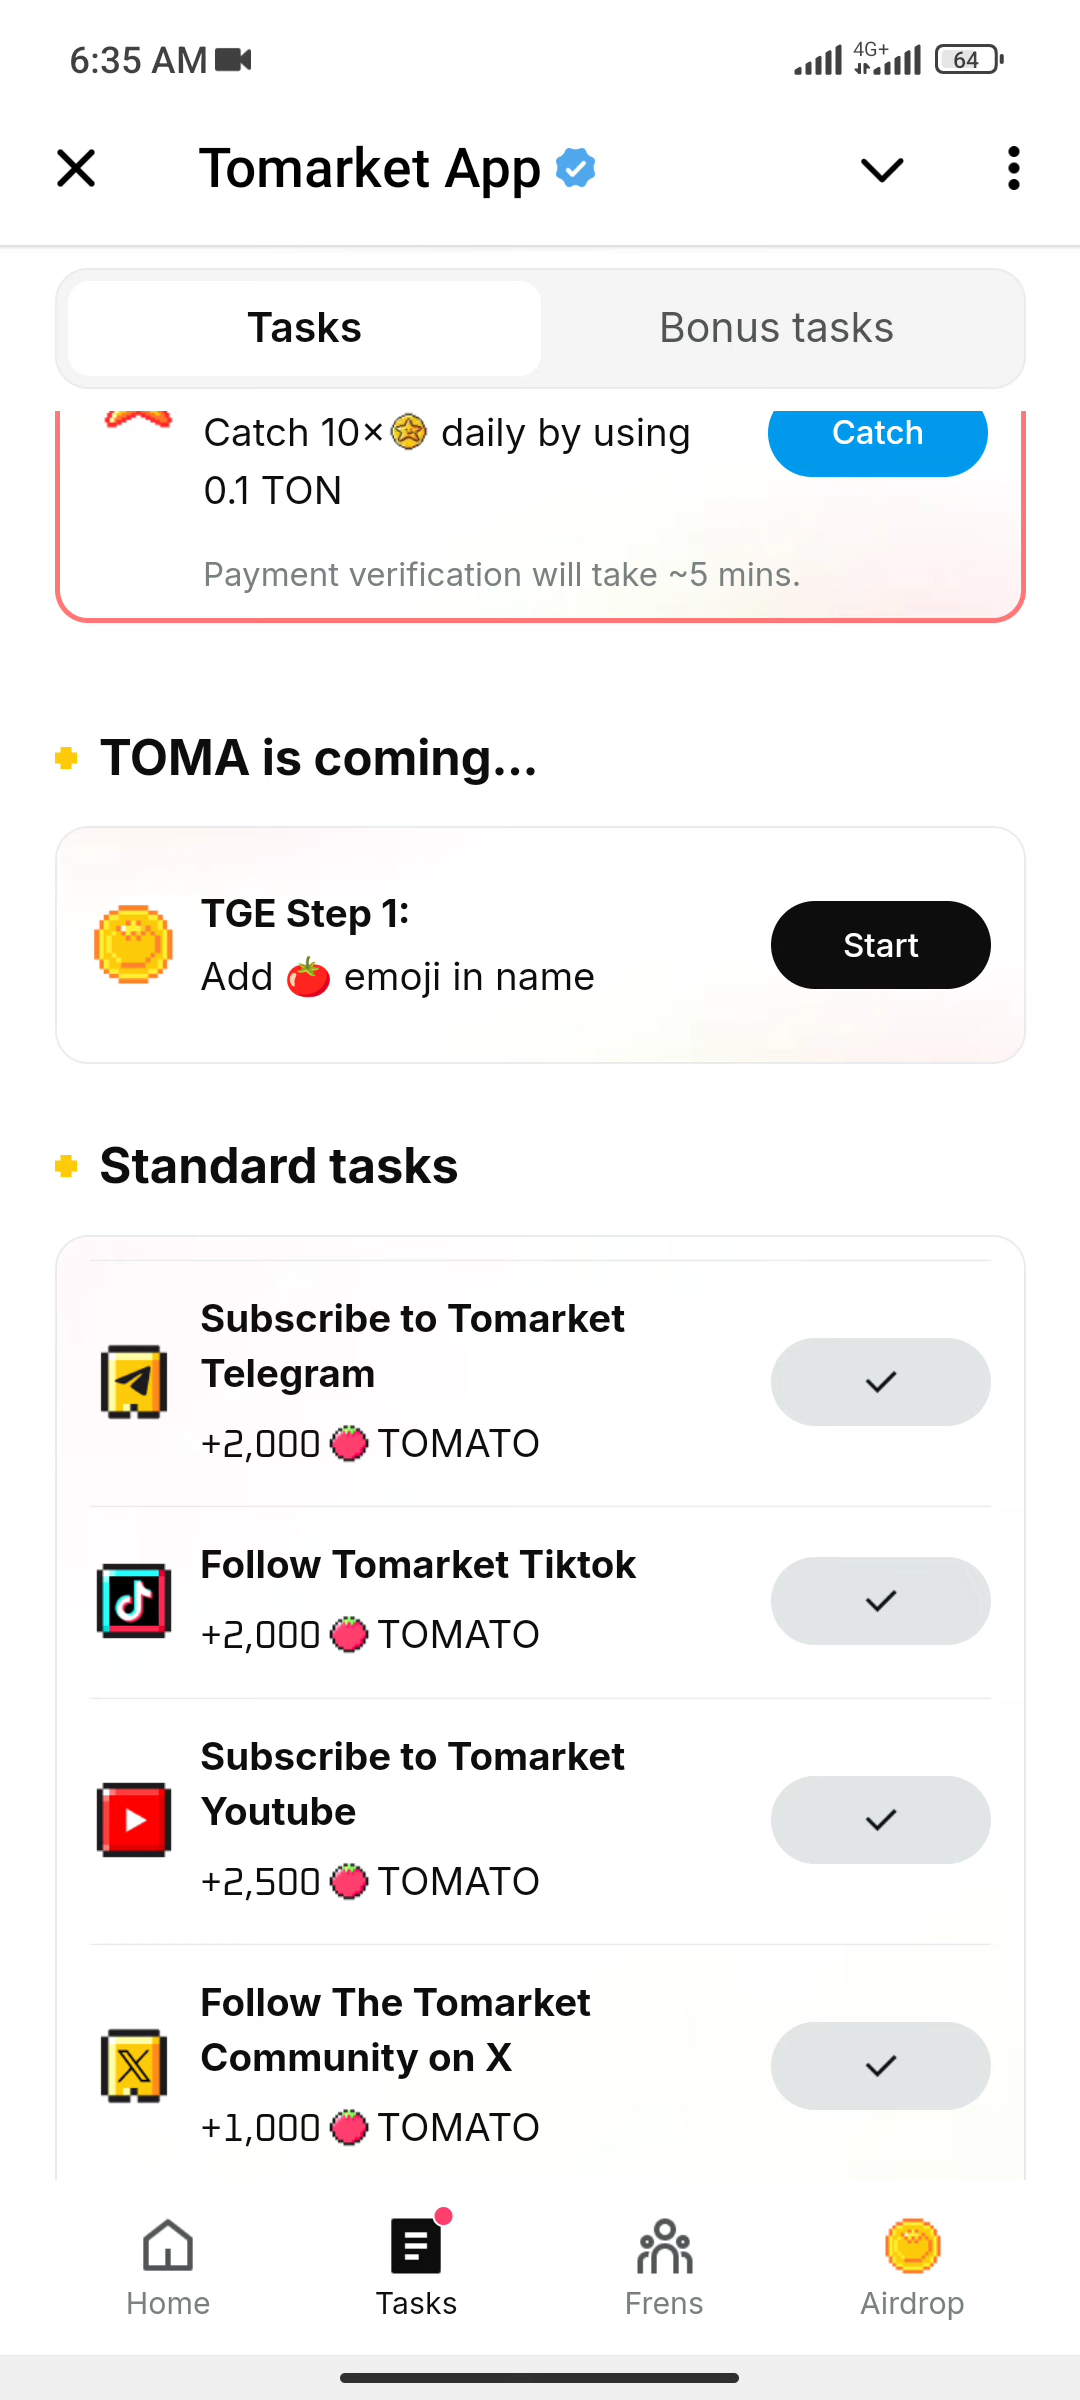 6:35 AM
4G+
64
Tomarket App
Tasks
Bonus tasks
Catch 10× daily by using
0.1 TON
Catch
Payment verification will take ~5 mins.
TOMA is coming...
TGE Step 1:
Add 🍅 emoji in name
Start
Standard tasks
Subscribe to Tomarket
Telegram
+2,000 TOMATO
Follow Tomarket Tiktok
+2,000 TOMATO
Subscribe to Tomarket
Youtube
+2,500 TOMATO
Follow The Tomarket
Community on X
+1,000 TOMATO
Home
Tasks
Frens
Airdrop